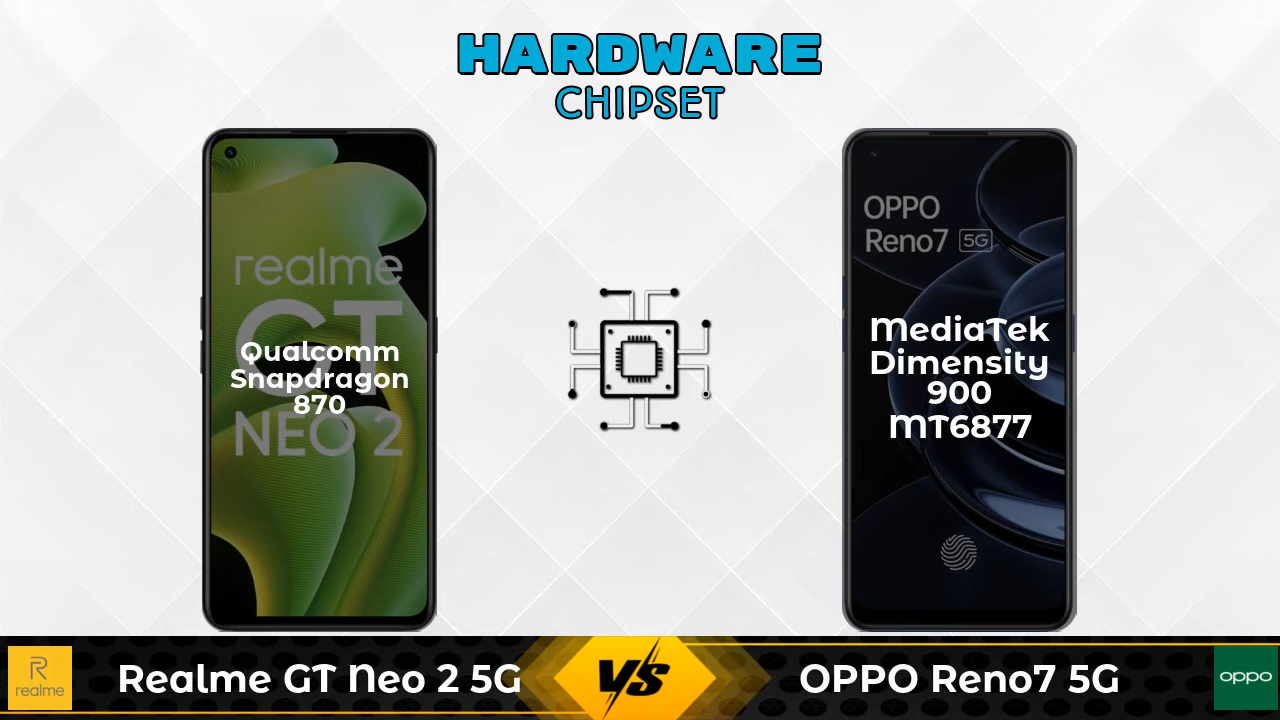 HARDWARE
CHIPSET
realme
GT
NEO 2
Qualcomm
Snapdragon
870
OPPO
Reno7 5G
MediaTek
Dimensity
900
MT6877
R
realme
Realme GT Neo 2 5G
VS
OPPO Reno7 5G
oppo